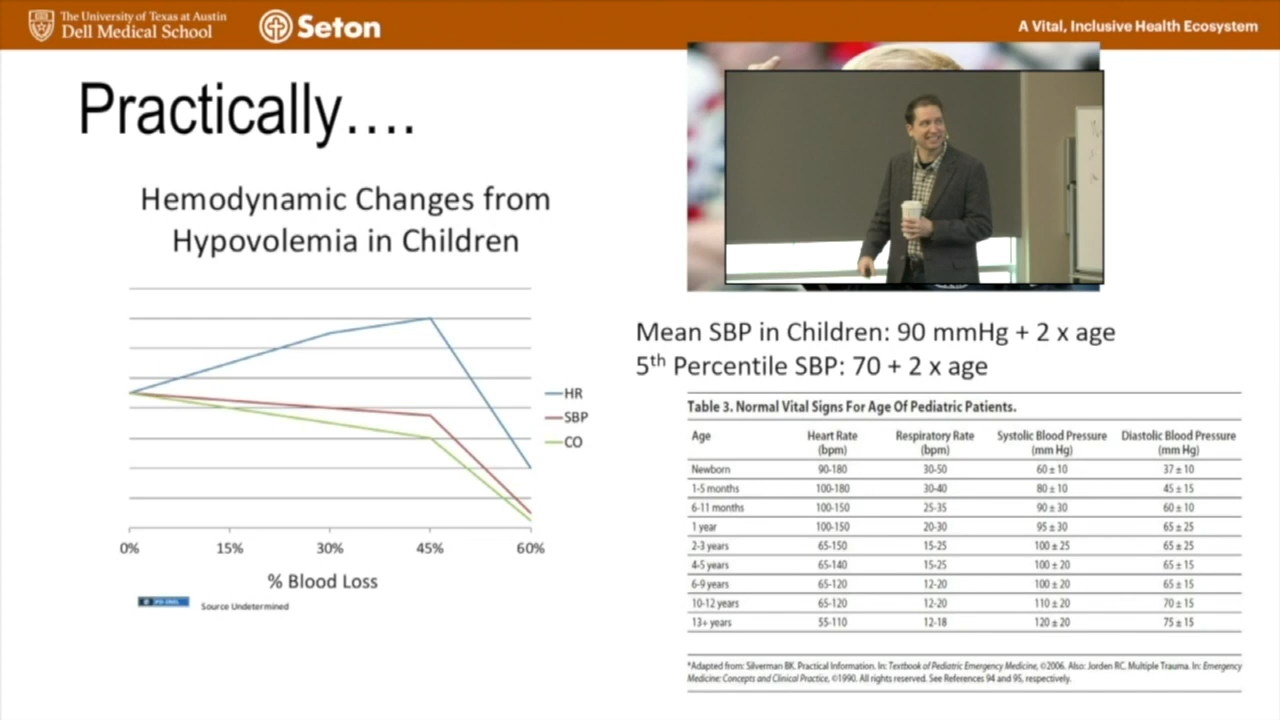 The University of Texas at Austin
Dell Medical School
Seton
A Vital, Inclusive Health Ecosystem
Practically....
Hemodynamic Changes from
Hypovolemia in Children
HR
SBP
CO
0% 15% 30% 45% 60%
% Blood Loss
Source Undetermined
Mean SBP in Children: 90 mmHg + 2 x age
5th Percentile SBP: 70 + 2 x age
Table 3. Normal Vital Signs For Age Of Pediatric Patients.
Age Heart Rate (bpm) Respiratory Rate (bpm) Systolic Blood Pressure (mm Hg) Diastolic Blood Pressure (mm Hg)
Newborn 90-180 30-50 60 ± 10 37 ± 10
1-5 months 100-180 30-40 80 ± 10 45 ± 15
6-11 months 100-150 25-35 90 ± 30 60 ± 10
1 year 100-150 20-30 95 ± 30 65 ± 25
2-3 years 65-150 15-25 100 ± 25 65 ± 25
4-5 years 65-140 15-25 100 ± 20 65 ± 15
6-9 years 65-120 12-20 100 ± 20 65 ± 15
10-12 years 65-120 12-20 110 ± 20 70 ± 15
13+ years 55-110 12-18 120 ± 20 75 ± 15
*Adapted from: Silverman BK. Practical Information. In: Textbook of Pediatric Emergency Medicine, ©2006. Also: Jorden RC. Multiple Trauma. In: Emergency
Medicine: Concepts and Clinical Practice, ©1990. All rights reserved. See References 94 and 95, respectively.